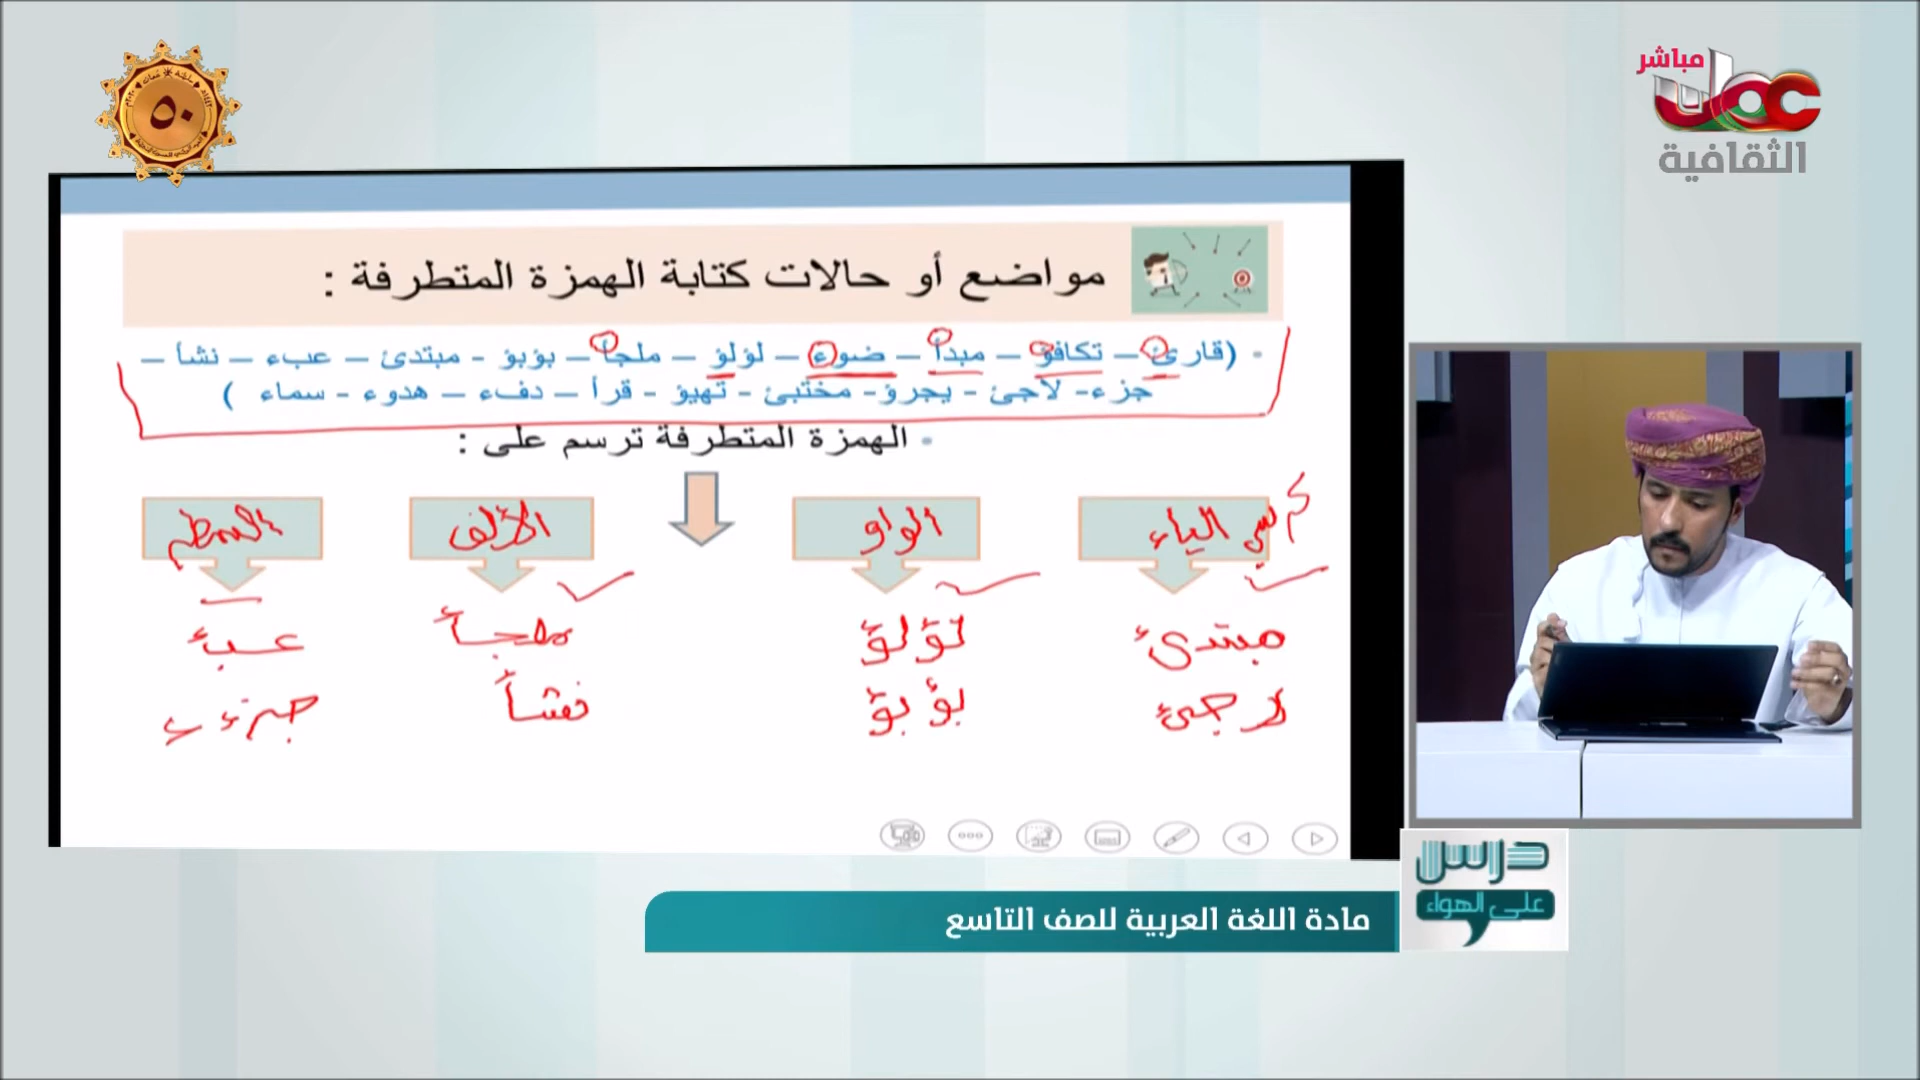 مباشر
عمان
الثقافية
٥٠
مواضع أو حالات كتابة الهمزة المتطرفة :
(قارئ – تكافؤ – مبدأ – ضوء – لؤلؤ – ملجأ – بؤبؤ - مبتدئ – عبء – نشأ –
جزء- لاجئ - يجرؤ- مختبئ - تهيؤ - قرأ – دفء – هدوء - سماء )
الهمزة المتطرفة ترسم على :
كرسي الياء
الواو
الألف
السطر
مبتدئ
لؤلؤ
ملجأ
عبء
لاجئ
بؤبؤ
نشأ
جزء ء
درس
على الهواء
مادة اللغة العربية للصف التاسع